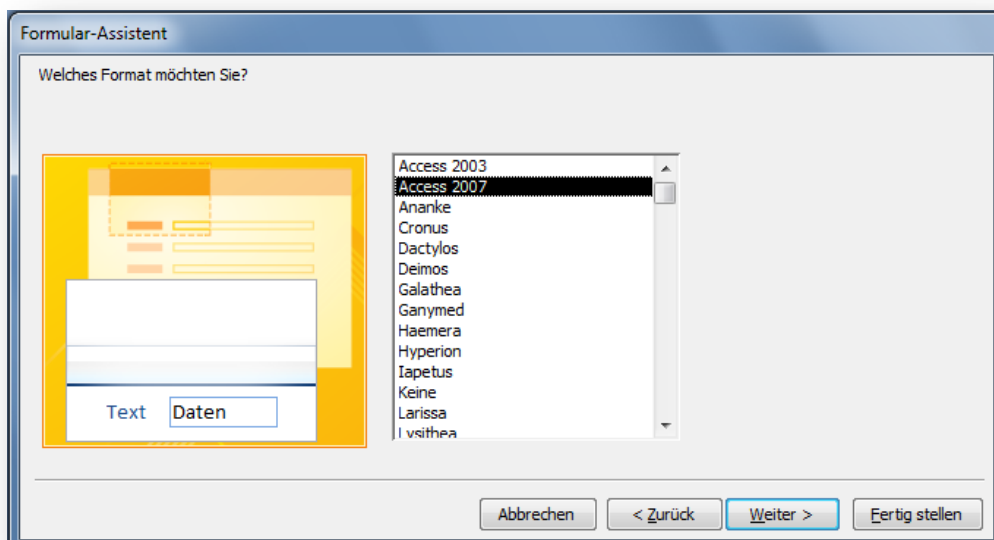 Formular-Assistent
Welches Format möchten Sie?
Access 2003
Access 2007
Ananke
Cronus
Dactylos
Deimos
Galathea
Ganymed
Haemera
Hyperion
Iapetus
Keine
Larissa
Lysithea
Text Daten
Abbrechen < Zurück Weiter > Fertig stellen